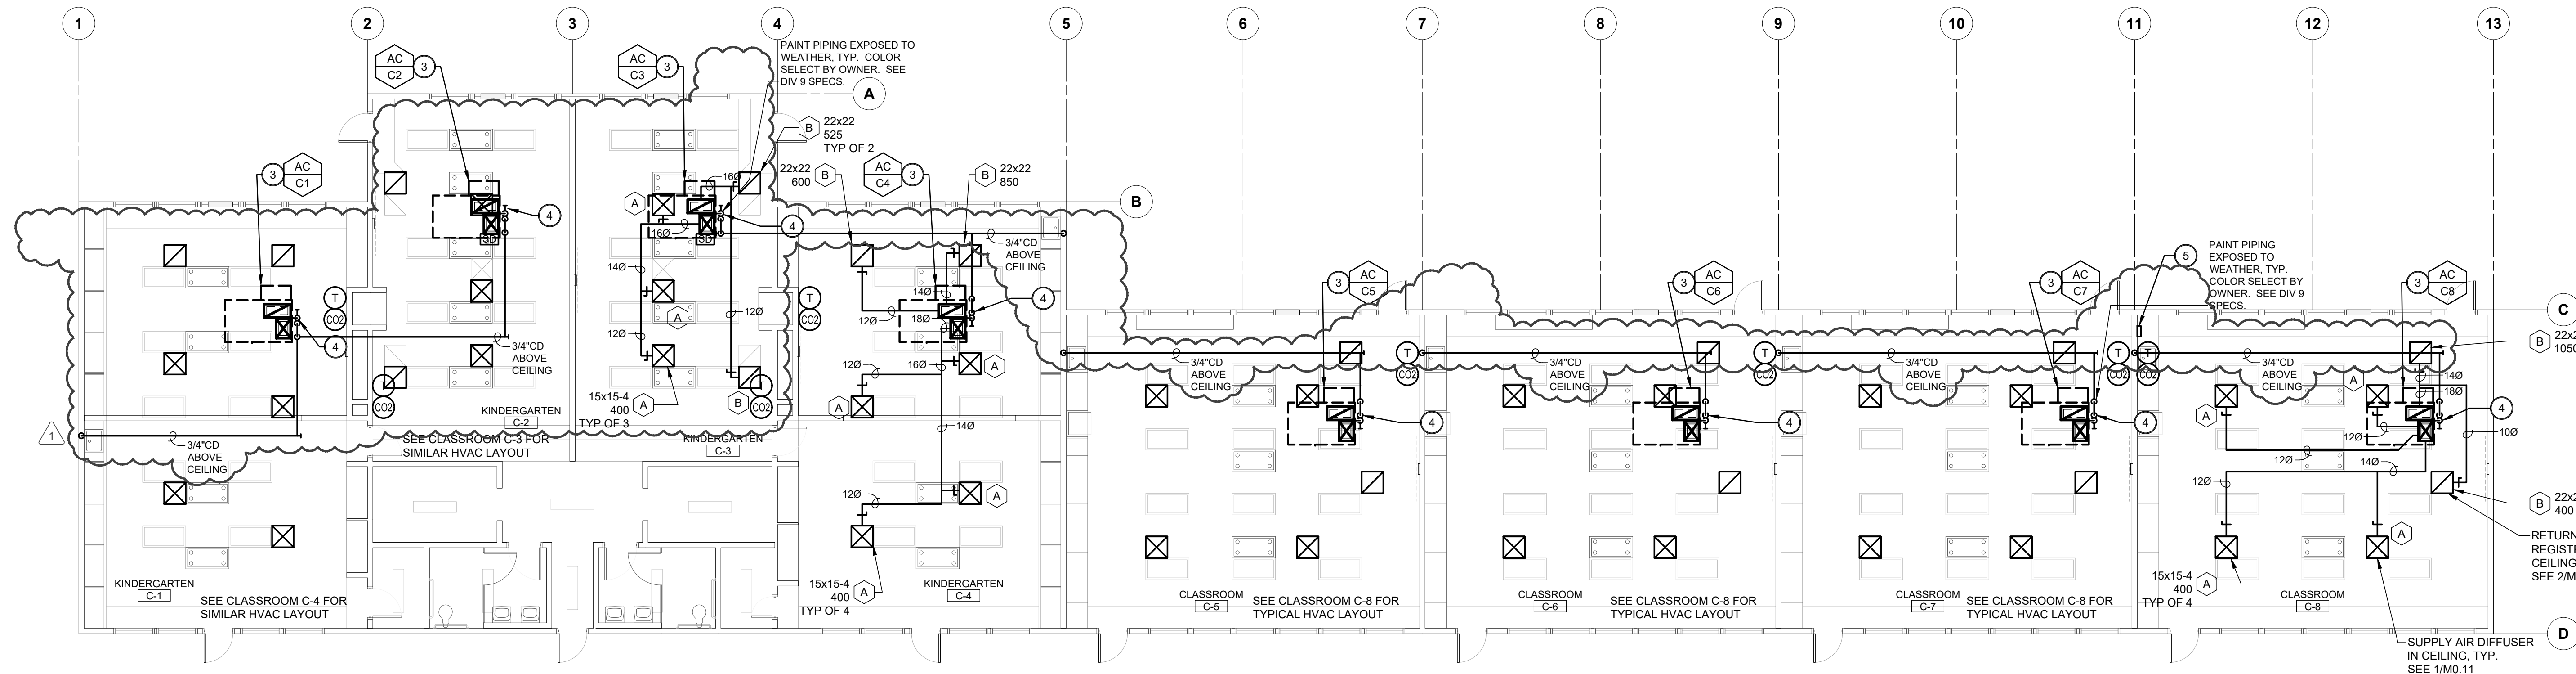 1
2
3
4
5
6
7
8
9
10
11
12
13
PAINT PIPING EXPOSED TO
WEATHER, TYP. COLOR
SELECT BY OWNER. SEE
DIV 9 SPECS.
AC
C2
3
AC
C3
3
A
B
22x22
525
TYP OF 2
3
AC
C1
22x22
600
B
AC
C4
3
B
22x22
850
B
16Ø
A
16Ø
SD
SD
4
4
3/4"CD
ABOVE
CEILING
PAINT PIPING
EXPOSED TO
WEATHER, TYP.
COLOR SELECT BY
OWNER. SEE DIV 9
SPECS.
5
3
AC
C5
3
AC
C6
3
AC
C7
3
AC
C8
C
T
CO2
4
14Ø
A
12Ø
12Ø
T
CO2
14Ø
12Ø
18Ø
4
3/4"CD
ABOVE
CEILING
B
1050
T
CO2
T
CO2
T
CO2
T
CO2
T
CO2
3/4"CD
ABOVE
CEILING
3/4"CD
ABOVE
CEILING
3/4"CD
ABOVE
CEILING
3/4"CD
ABOVE
CEILING
T
CO2
T
CO2
15x15-4
400
TYP OF 3
A
B
12Ø
16Ø
A
A
14Ø
4
4
4
A
A
14Ø
18Ø
4
12Ø
10Ø
12Ø
14Ø
12Ø
1
3/4"CD
ABOVE
CEILING
KINDERGARTEN
C-2
SEE CLASSROOM C-3 FOR
SIMILAR HVAC LAYOUT
KINDERGARTEN
C-3
12Ø
A
B
400
RETURN
CEILING
A
KINDERGARTEN
C-1
SEE CLASSROOM C-4 FOR
SIMILAR HVAC LAYOUT
15x15-4
400
TYP OF 4
A
KINDERGARTEN
C-4
CLASSROOM
C-5
SEE CLASSROOM C-8 FOR
TYPICAL HVAC LAYOUT
CLASSROOM
C-6
SEE CLASSROOM C-8 FOR
TYPICAL HVAC LAYOUT
CLASSROOM
C-7
SEE CLASSROOM C-8 FOR
TYPICAL HVAC LAYOUT
15x15-4
400
TYP OF 4
A
CLASSROOM
C-8
D
SUPPLY AIR DIFFUSER
IN CEILING, TYP.
SEE 1/M0.11